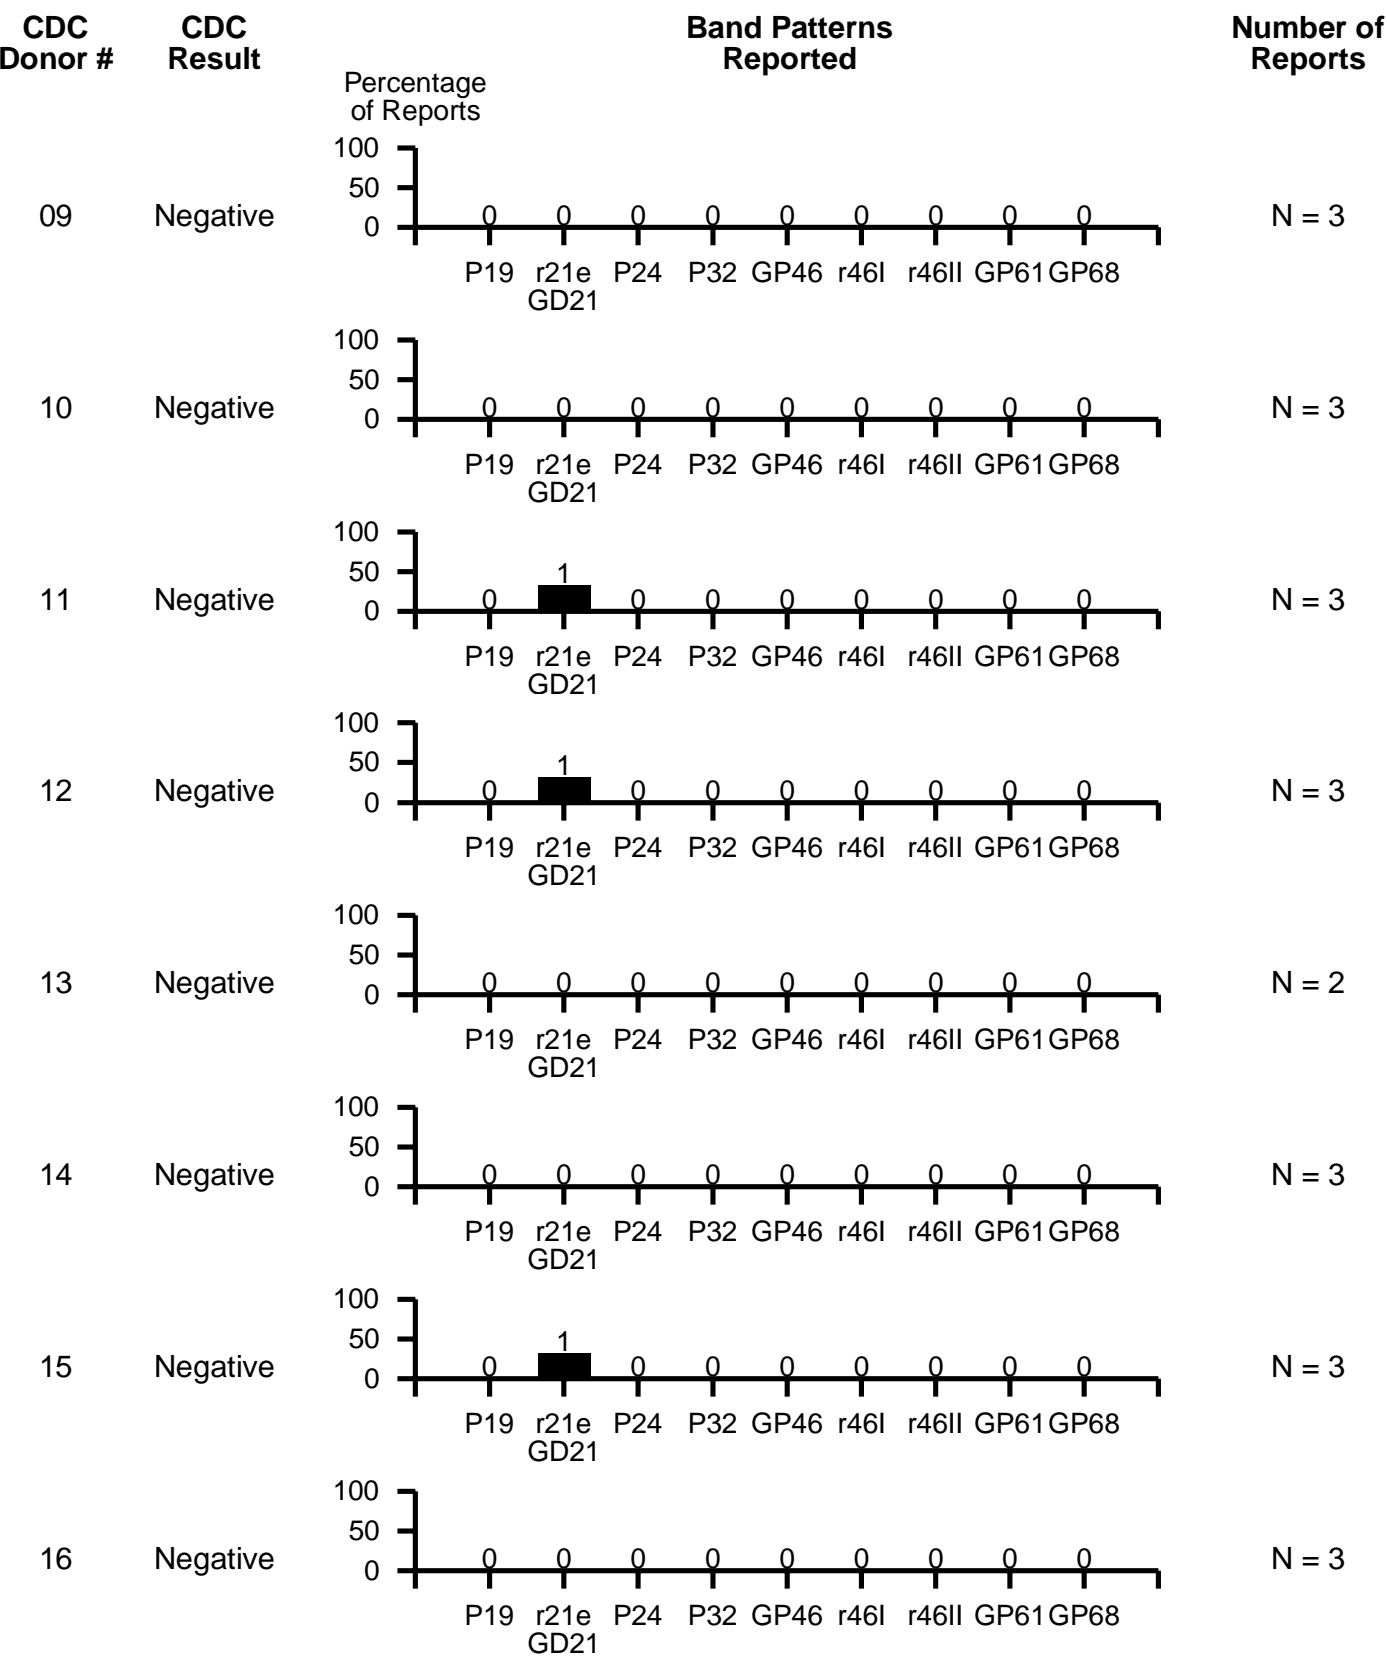 CDC Donor #
CDC Result
Band Patterns Reported
Number of Reports
Percentage of Reports
100
50
09 Negative 0 0 0 0 0 0 0 0 0 0 N = 3
P19 r21e P24 P32 GP46 r46I r46II GP61 GP68
GD21
100
50
10 Negative 0 0 0 0 0 0 0 0 0 0 N = 3
P19 r21e P24 P32 GP46 r46I r46II GP61 GP68
GD21
100
50
11 Negative 0 0 1 0 0 0 0 0 0 0 N = 3
P19 r21e P24 P32 GP46 r46I r46II GP61 GP68
GD21
100
50
12 Negative 0 0 1 0 0 0 0 0 0 0 N = 3
P19 r21e P24 P32 GP46 r46I r46II GP61 GP68
GD21
100
50
13 Negative 0 0 0 0 0 0 0 0 0 0 N = 2
P19 r21e P24 P32 GP46 r46I r46II GP61 GP68
GD21
100
50
14 Negative 0 0 0 0 0 0 0 0 0 0 N = 3
P19 r21e P24 P32 GP46 r46I r46II GP61 GP68
GD21
100
50
15 Negative 0 0 1 0 0 0 0 0 0 0 N = 3
P19 r21e P24 P32 GP46 r46I r46II GP61 GP68
GD21
100
50
16 Negative 0 0 0 0 0 0 0 0 0 0 N = 3
P19 r21e P24 P32 GP46 r46I r46II GP61 GP68
GD21